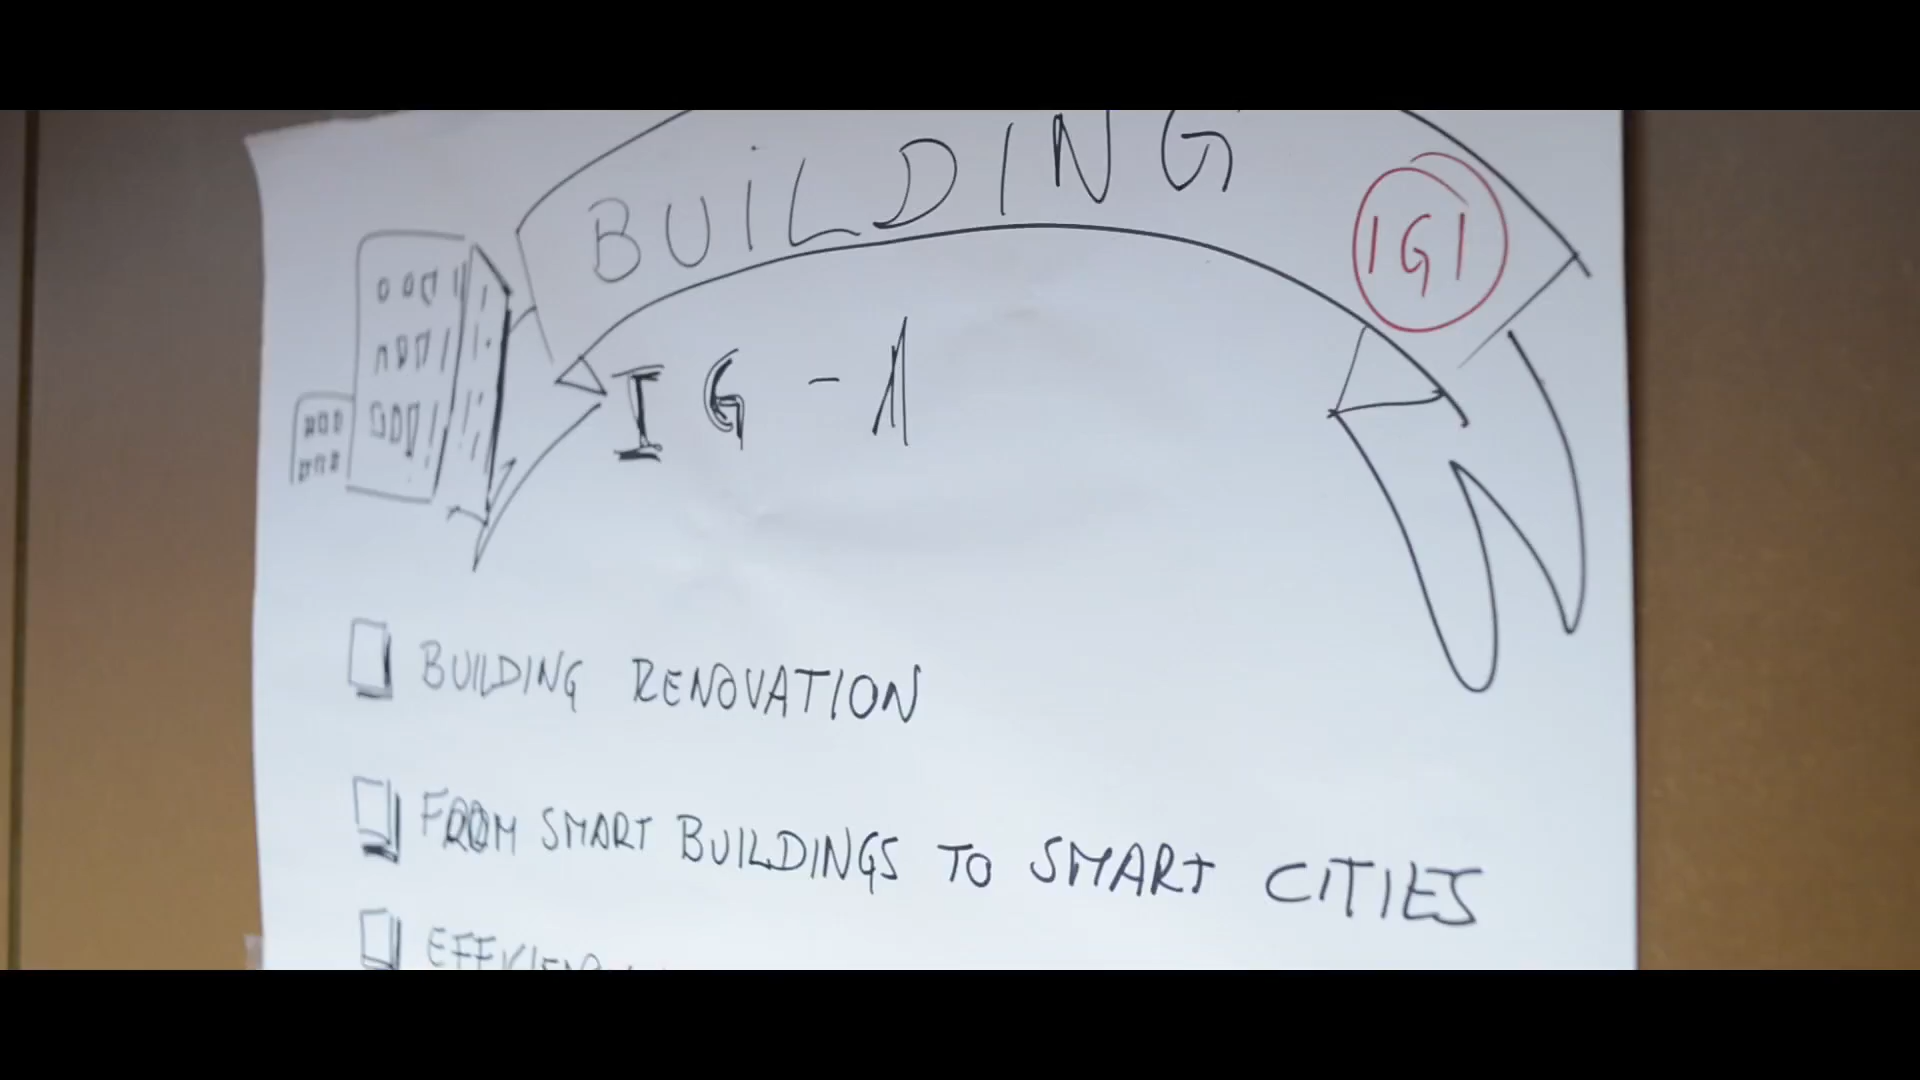 BUILDING
IG1
IG-1
BUILDING RENOVATION
FROM SMART BUILDINGS TO SMART CITIES